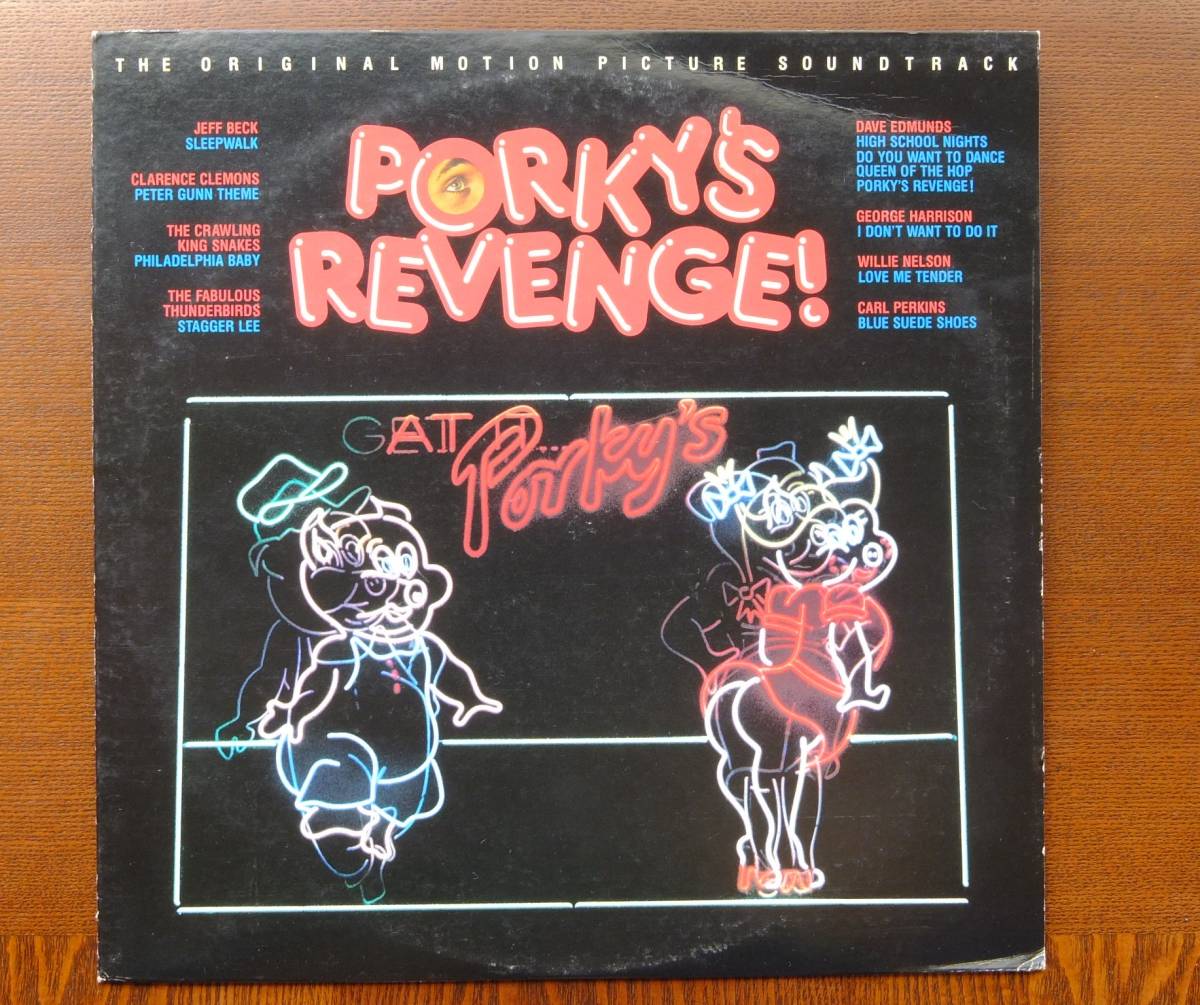 THE ORIGINAL MOTION PICTURE SOUNDTRACK
JEFF BECK
SLEEPWALK
CLARENCE CLEMONS
PETER GUNN THEME
THE CRAWLING
KING SNAKES
PHILADELPHIA BABY
THE FABULOUS
THUNDERBIRDS
STAGGER LEE
PORKY'S
REVENGE!
DAVE EDMUNDS
HIGH SCHOOL NIGHTS
DO YOU WANT TO DANCE
QUEEN OF THE HOP
PORKY'S REVENGE!
GEORGE HARRISON
I DON'T WANT TO DO IT
WILLIE NELSON
LOVE ME TENDER
CARL PERKINS
BLUE SUEDE SHOES
Porky's